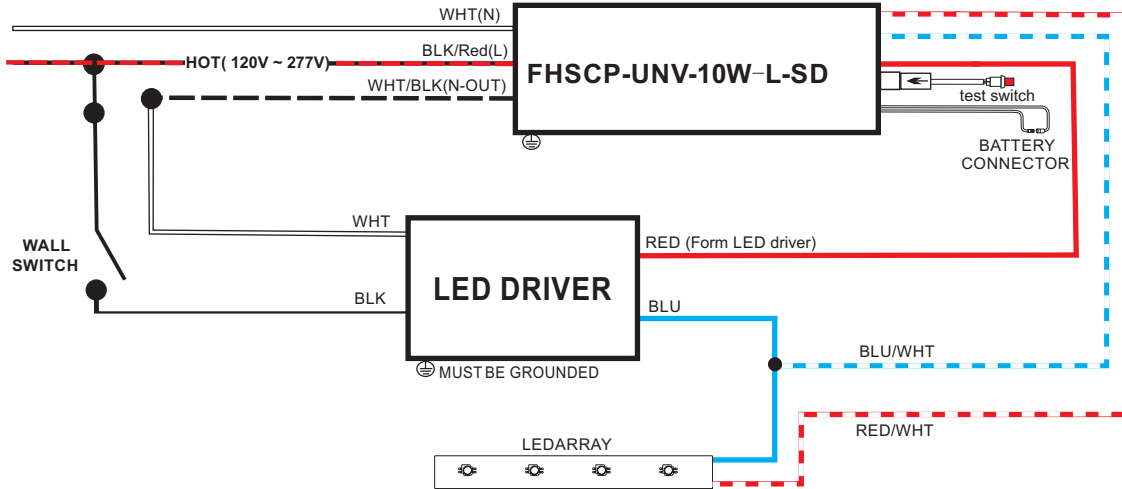 WHT(N)
BLK/Red(L)
HOT( 120V ~ 277V)
WHT/BLK(N-OUT)
FHSCP-UNV-10W-L-SD
test switch
BATTERY
CONNECTOR
WHT
RED (Form LED driver)
WALL
SWITCH
LED DRIVER
BLK
BLU
BLU/WHT
MUST BE GROUNDED
RED/WHT
LEDARRAY